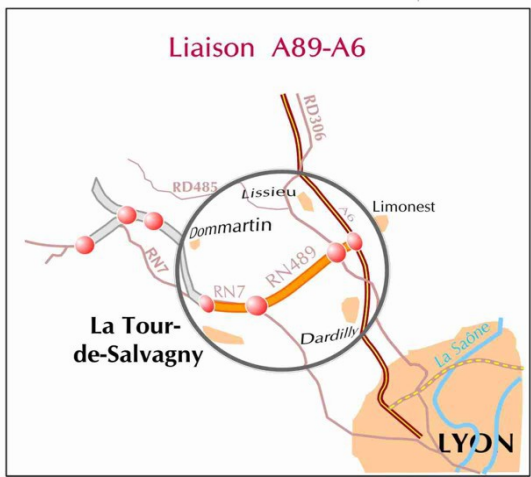 Liaison A89-A6
RD306
RD485
Lissieu
A6
Limonest
Dommartin
RN7
RN489
RN7
La Tour-
de-Salvagny
Dardilly
La Saône
LYON